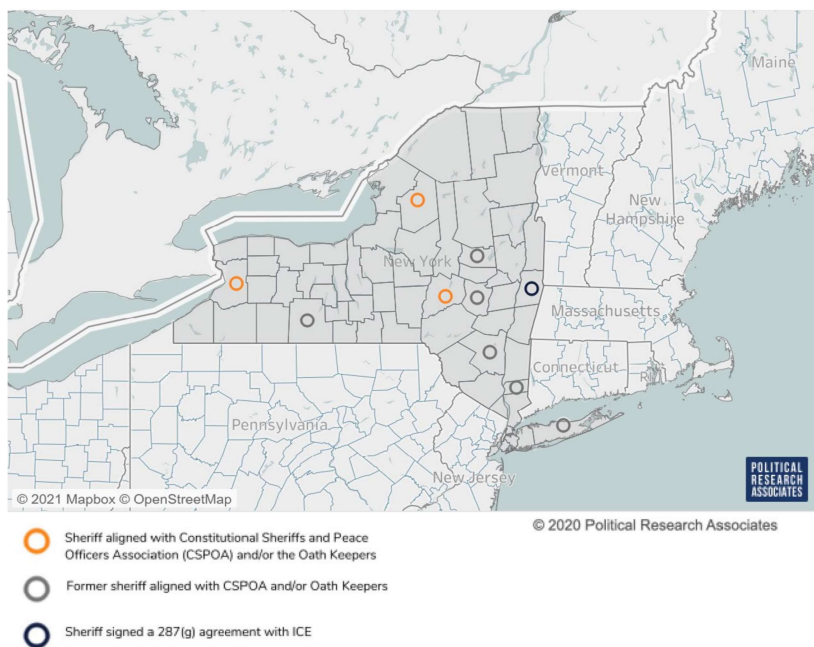 Maine
Vermont
New
Hampshire
New York
Massachusetts
Connecticut
RI
Pennsylvania
New Jersey
© 2021 Mapbox © OpenStreetMap
POLITICAL
RESEARCH
ASSOCIATES
© 2020 Political Research Associates
Sheriff aligned with Constitutional Sheriffs and Peace
Officers Association (CSPOA) and/or the Oath Keepers
Former sheriff aligned with CSPOA and/or Oath Keepers
Sheriff signed a 287(g) agreement with ICE